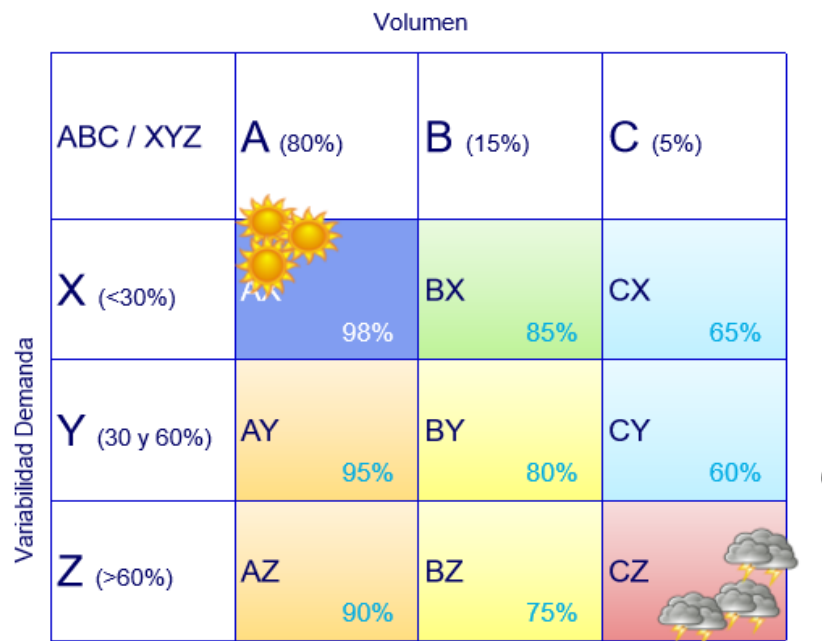 Volumen
ABC / XYZ
A (80%)
B (15%)
C (5%)
Variabilidad Demanda
X (<30%)
AX
98%
BX
85%
CX
65%
Y (30 y 60%)
AY
95%
BY
80%
CY
60%
Z (>60%)
AZ
90%
BZ
75%
CZ